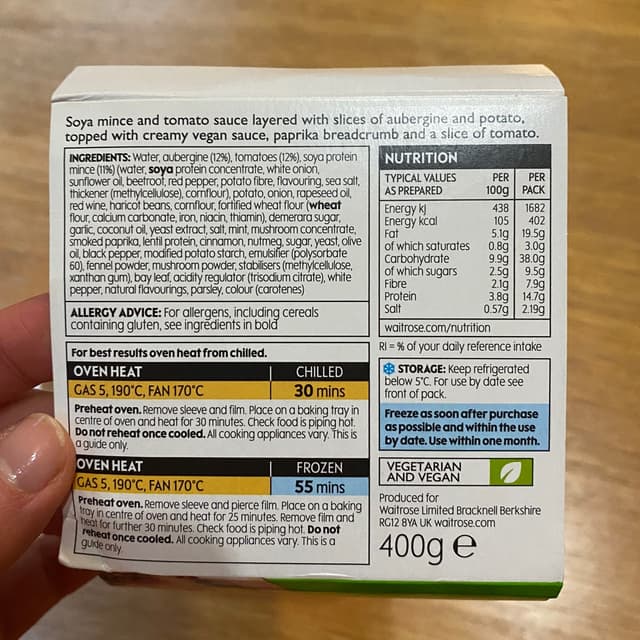 Soya mince and tomato sauce layered with slices of aubergine and potato,
topped with creamy vegan sauce, paprika breadcrumb and a slice of tomato.
INGREDIENTS: Water, aubergine (12%), tomatoes (12%), soya protein
mince (11%) (water, soya protein concentrate, white onion,
sunflower oil, beetroot, red pepper, potato fibre, flavouring, sea salt,
thickener (methylcellulose), cornflour), potato, onion, rapeseed oil,
red wine, haricot beans, cornflour, fortified wheat flour (wheat
flour, calcium carbonate, iron, niacin, thiamin), demerara sugar,
garlic, coconut oil, yeast extract, salt, mint, mushroom concentrate,
smoked paprika, lentil protein, cinnamon, nutmeg, sugar, yeast, olive
oil, black pepper, modified potato starch, emulsifier (polysorbate
60), fennel powder, mushroom powder, stabilisers (methylcellulose,
xanthan gum), bay leaf, acidity regulator (trisodium citrate), white
pepper, natural flavourings, parsley, colour (carotenes)
ALLERGY ADVICE: For allergens, including cereals
containing gluten, see ingredients in bold
For best results oven heat from chilled.
OVEN HEAT CHILLED
GAS 5, 190°C, FAN 170°C 30 mins
Preheat oven. Remove sleeve and film. Place on a baking tray in
centre of oven and heat for 30 minutes. Check food is piping hot.
Do not reheat once cooled. All cooking appliances vary. This is
a guide only.
OVEN HEAT FROZEN
GAS 5, 190°C, FAN 170°C 55 mins
Preheat oven. Remove sleeve and pierce film. Place on a baking
tray in centre of oven and heat for 25 minutes. Remove film and
heat for further 30 minutes. Check food is piping hot. Do not
reheat once cooled. All cooking appliances vary. This is a
guide only.
NUTRITION
TYPICAL VALUES PER PER
AS PREPARED 100g PACK
Energy kJ 438 1682
Energy kcal 105 402
Fat 5.1g 19.5g
of which saturates 0.8g 3.0g
Carbohydrate 9.9g 38.0g
of which sugars 2.5g 9.5g
Fibre 2.1g 7.9g
Protein 3.8g 14.7g
Salt 0.57g 2.19g
waitrose.com/nutrition
RI = % of your daily reference intake
STORAGE: Keep refrigerated
below 5°C. For use by date see
front of pack.
Freeze as soon after purchase
as possible and within the use
by date. Use within one month.
VEGETARIAN
AND VEGAN
Produced for
Waitrose Limited Bracknell Berkshire
RG12 8YA UK waitrose.com
400g ℮